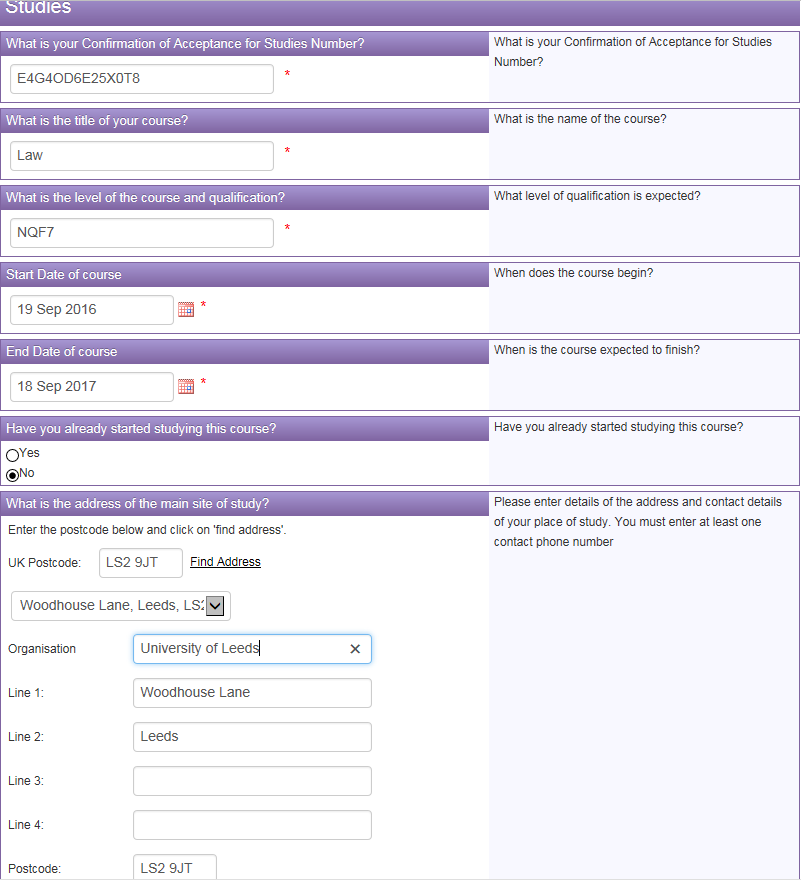 Studies
What is your Confirmation of Acceptance for Studies Number?
What is your Confirmation of Acceptance for Studies
Number?
E4G4OD6E25X0T8
*
What is the title of your course?
What is the name of the course?
Law
*
What is the level of the course and qualification?
What level of qualification is expected?
NQF7
*
Start Date of course
When does the course begin?
19 Sep 2016
*
End Date of course
When is the course expected to finish?
18 Sep 2017
*
Have you already started studying this course?
Have you already started studying this course?
Yes
No
What is the address of the main site of study?
Please enter details of the address and contact details
of your place of study. You must enter at least one
contact phone number
Enter the postcode below and click on 'find address'.
UK Postcode: LS2 9JT Find Address
Woodhouse Lane, Leeds, LS2
Organisation University of Leeds
Line 1: Woodhouse Lane
Line 2: Leeds
Line 3:
Line 4:
Postcode: LS2 9JT